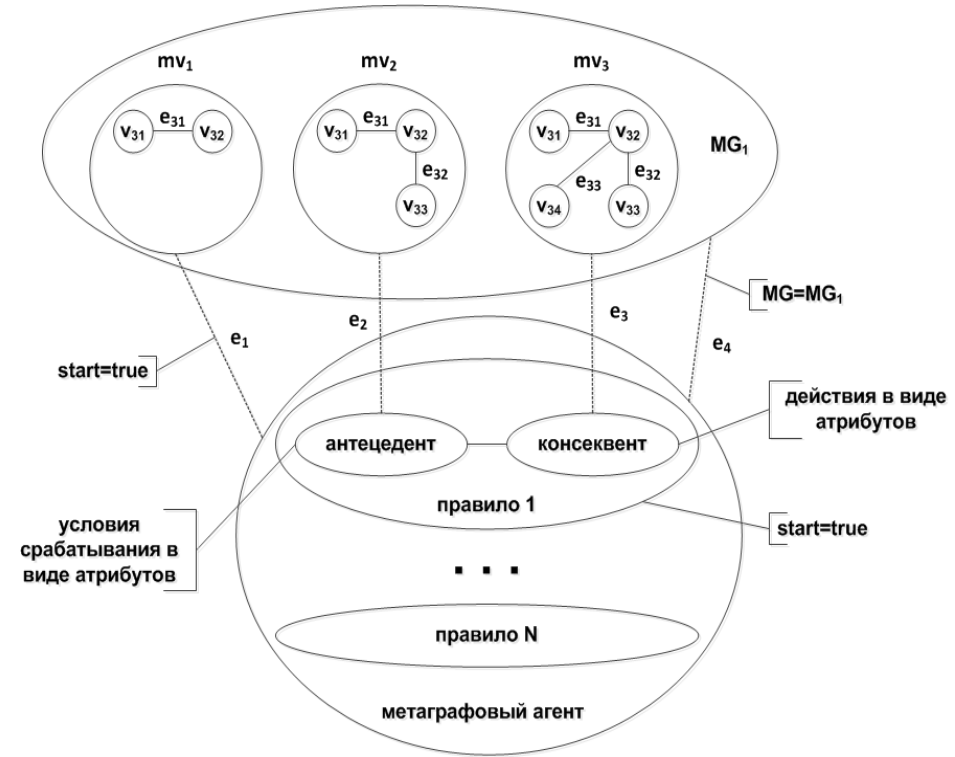 mv₁ mv₂ mv₃
v₃₁ e₃₁ v₃₂ v₃₁ e₃₁ v₃₂ v₃₁ e₃₁ v₃₂
MG₁
e₃₂ e₃₃ e₃₂
v₃₃ v₃₄ v₃₃
MG=MG₁
e₁ e₂ e₃ e₄
start=true
действия в виде
атрибутов
антецедент консеквент
правило 1
start=true
условия
срабатывания в
виде атрибутов
. . .
правило N
метаграфовый агент